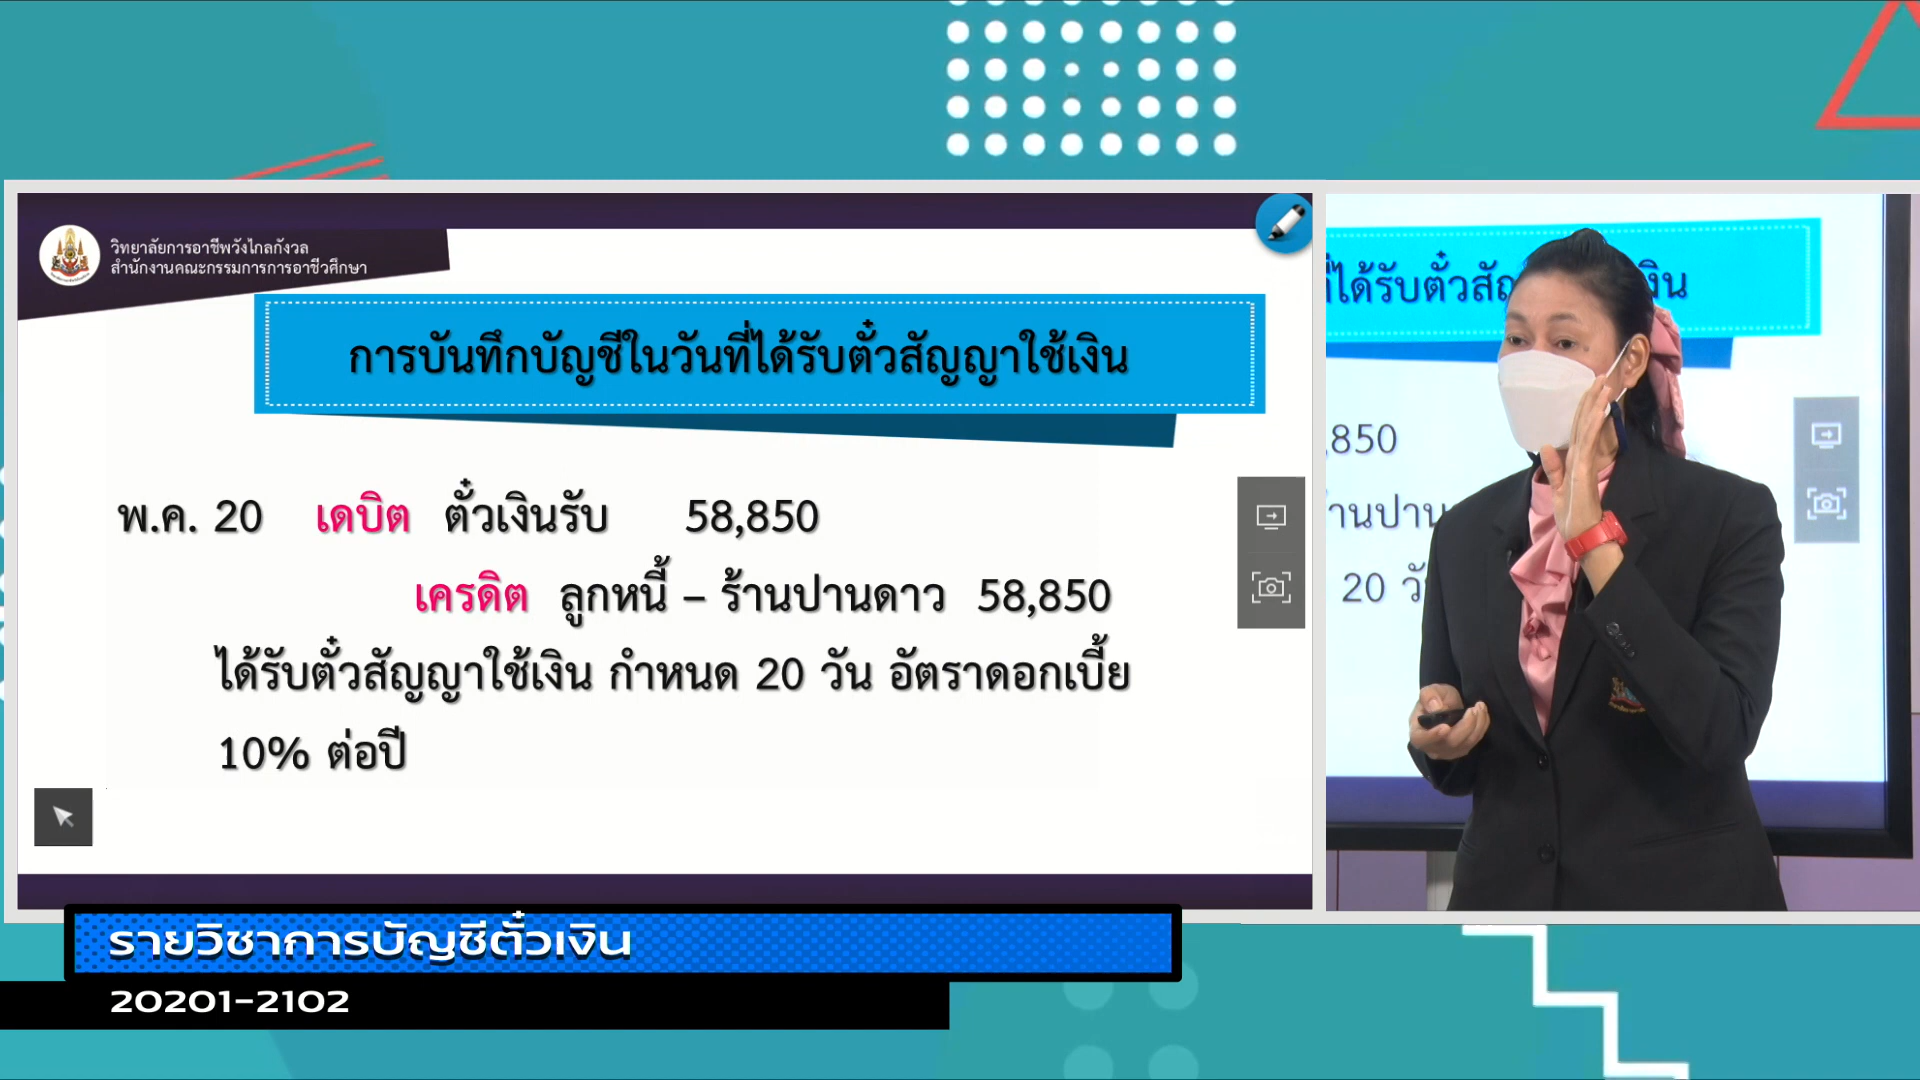 วิทยาลัยการอาชีพวังไกลกังวล
สำนักงานคณะกรรมการการอาชีวศึกษา
การบันทึกบัญชีในวันที่ได้รับตั๋วสัญญาใช้เงิน
พ.ค. 20 เดบิต ตั๋วเงินรับ 58,850
เครดิต ลูกหนี้ – ร้านปานดาว 58,850
ได้รับตั๋วสัญญาใช้เงิน กำหนด 20 วัน อัตราดอกเบี้ย
10% ต่อปี
ที่ได้รับตั๋วสัญ เงิน
,850
้านปาน
20 วั
รายวิชาการบัญชีตั๋วเงิน
20201-2102